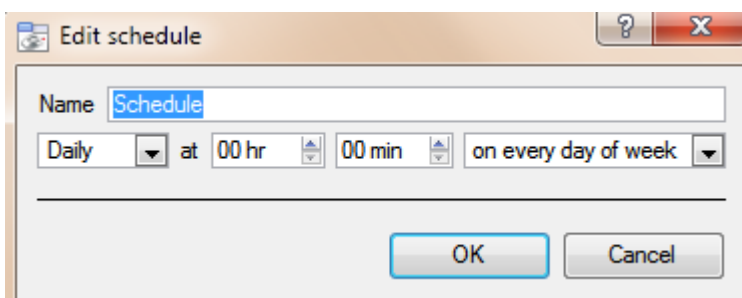 Edit schedule
Name Schedule
Daily at 00 hr 00 min on every day of week
OK Cancel